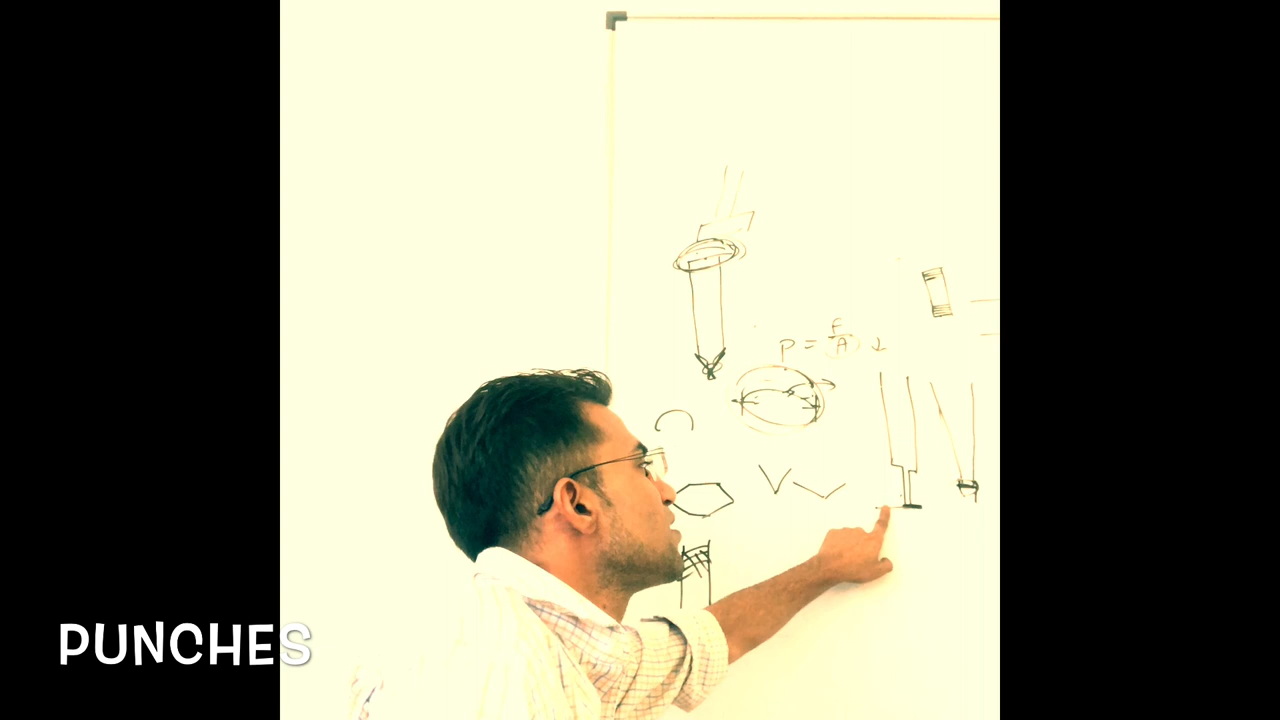 P = F/A ↓
PUNCHES